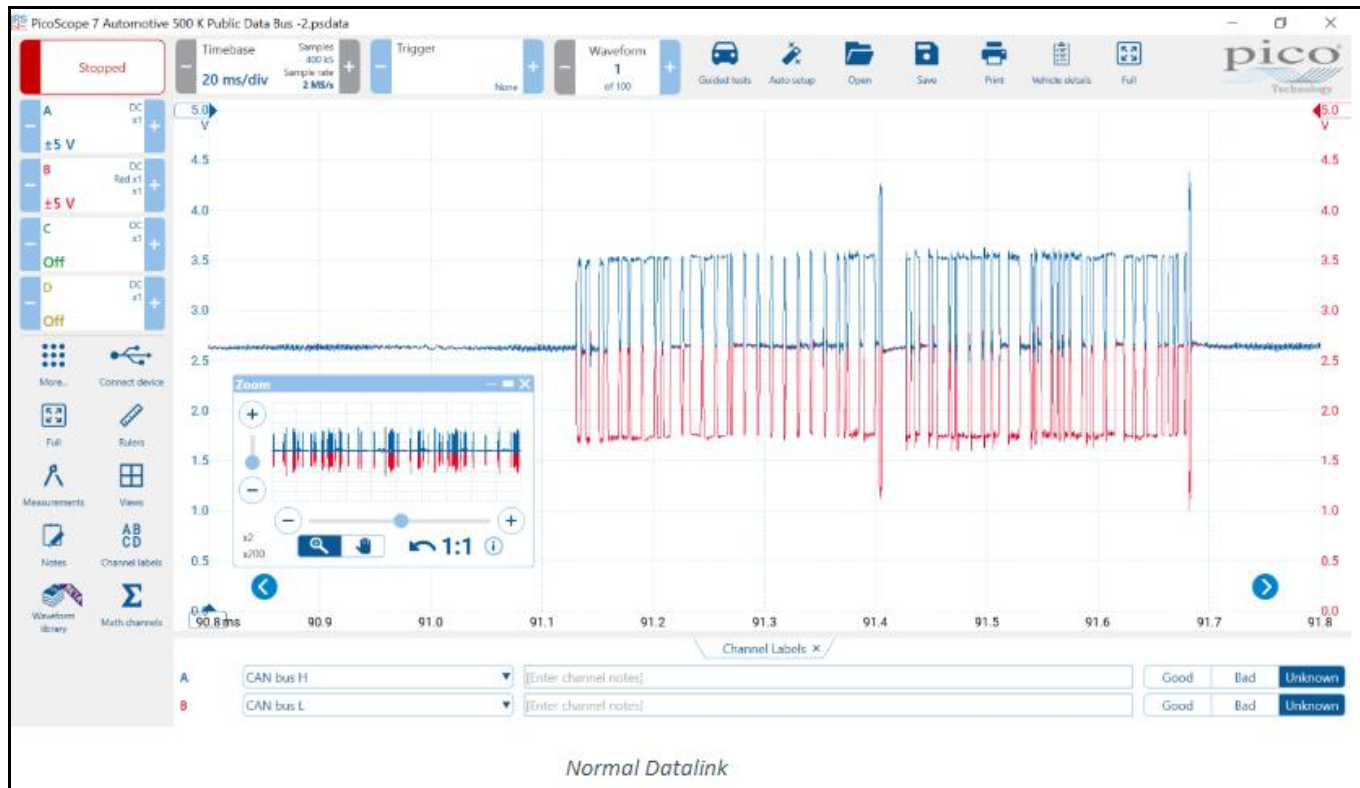 PicoScope 7 Automotive 500 K Public Data Bus -2.psdata
Stopped
Timebase
20 ms/div
Samples
400 kS
Sample rate
2 MS/s
Trigger
None
Waveform
1
of 100
Guided tests
Auto setup
Open
Save
Print
Vehicle details
Full
pico
Technology
A
DC
x1
±5 V
B
DC
Red x1
x1
±5 V
C
DC
x1
Off
D
DC
x1
Off
More...
Connect device
Full
Rulers
Measurements
Views
Notes
Channel labels
Waveform library
Math channels
ABCD
5.0
V
4.5
4.0
3.5
3.0
2.5
2.0
1.5
1.0
0.5
0.0
5.0
V
4.5
4.0
3.5
3.0
2.5
2.0
1.5
1.0
0.5
0.0
Zoom
x2
x200
1:1
90.8 ms 90.9 91.0 91.1 91.2 91.3 91.4 91.5 91.6 91.7 91.8
Channel Labels ×
A CAN bus H [Enter channel notes] Good Bad Unknown
B CAN bus L [Enter channel notes] Good Bad Unknown
Normal Datalink